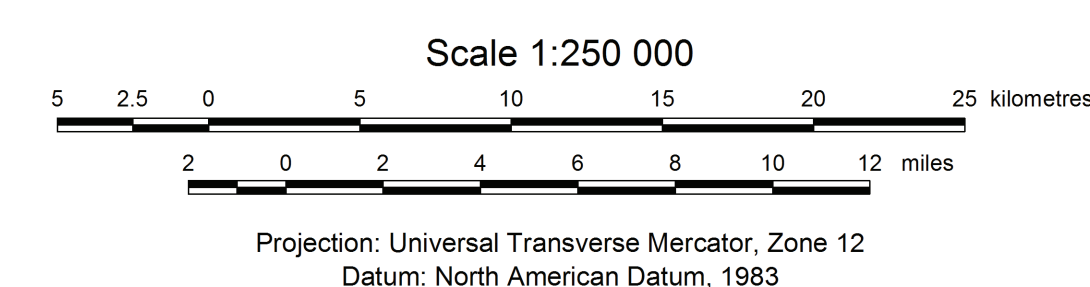 Scale 1:250 000
5 2.5 0 5 10 15 20 25 kilometres
2 0 2 4 6 8 10 12 miles
Projection: Universal Transverse Mercator, Zone 12
Datum: North American Datum, 1983